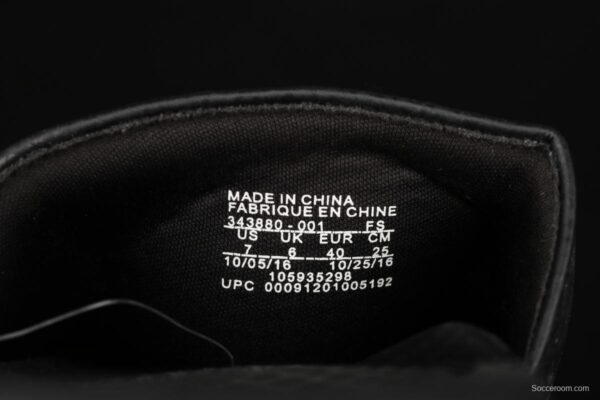 MADE IN CHINA
FABRIQUE EN CHINE
343880-001 FS
US UK EUR CM
7 6 40 25
10/05/16 10/25/16
105935298
UPC 00091201005192
Socceroom.com